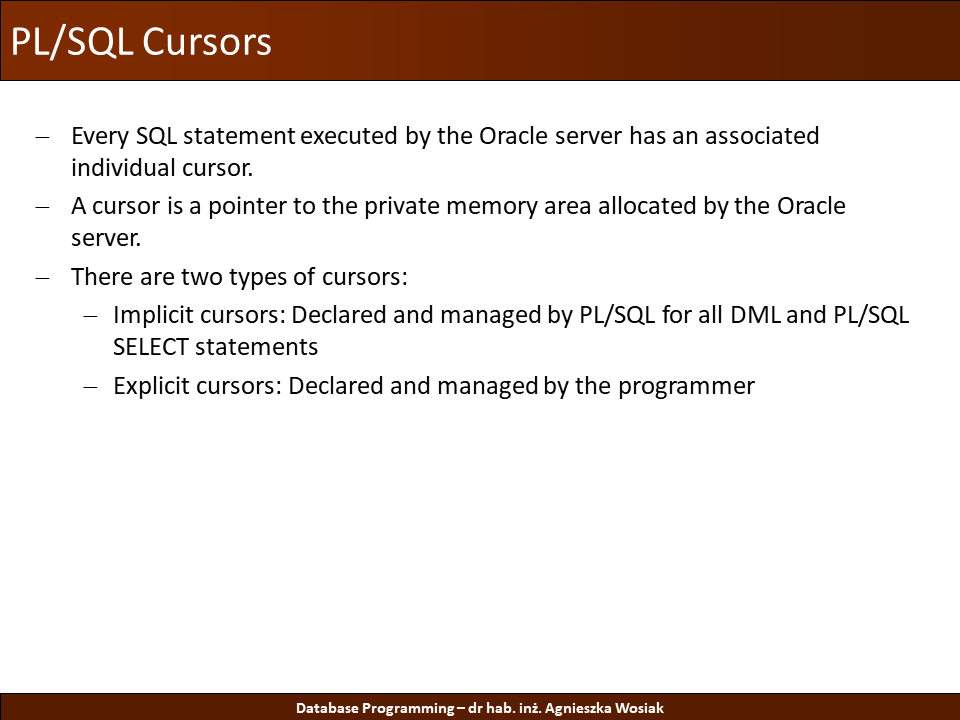 PL/SQL Cursors
– Every SQL statement executed by the Oracle server has an associated
individual cursor.
– A cursor is a pointer to the private memory area allocated by the Oracle
server.
– There are two types of cursors:
– Implicit cursors: Declared and managed by PL/SQL for all DML and PL/SQL
SELECT statements
– Explicit cursors: Declared and managed by the programmer
Database Programming – dr hab. inż. Agnieszka Wosiak